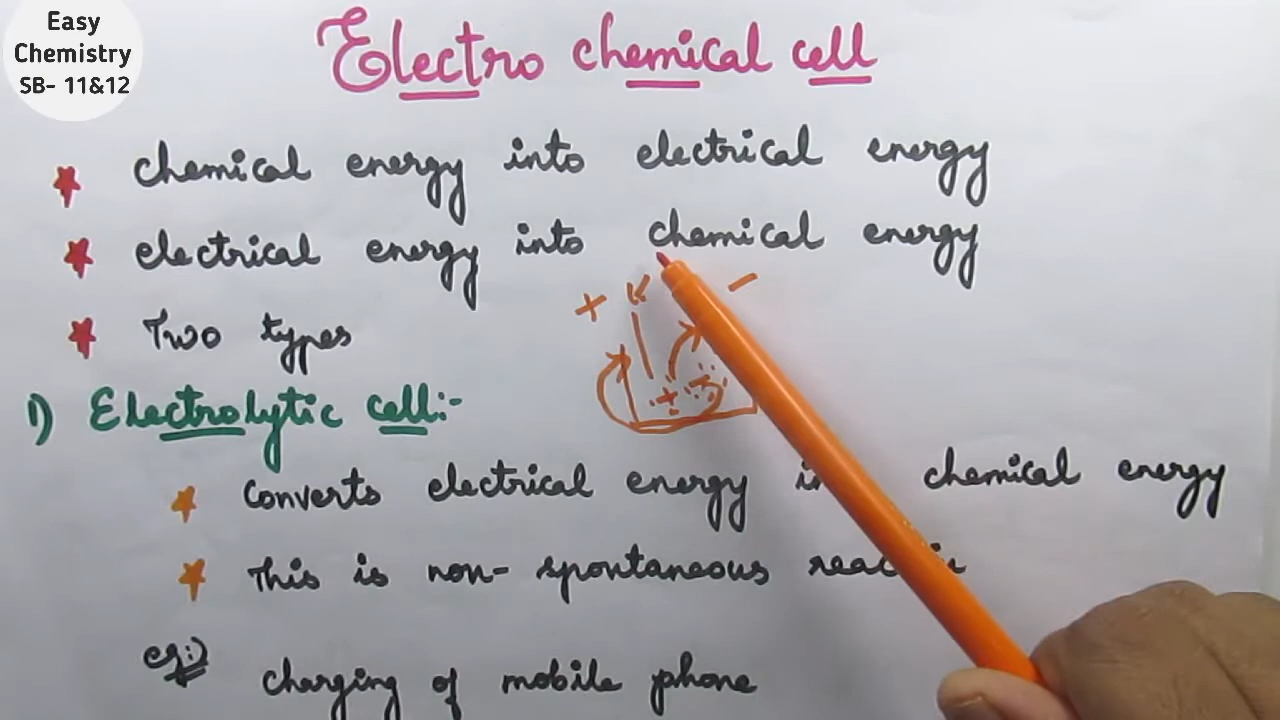 Easy
Chemistry
SB- 11&12
Electro chemical cell
chemical energy into electrical energy
electrical energy into chemical energy
Two types
1) Electrolytic cell:-
converts electrical energy chemical energy
This is non- spontaneous
eg:)
charging of mobile phone
+ -
+